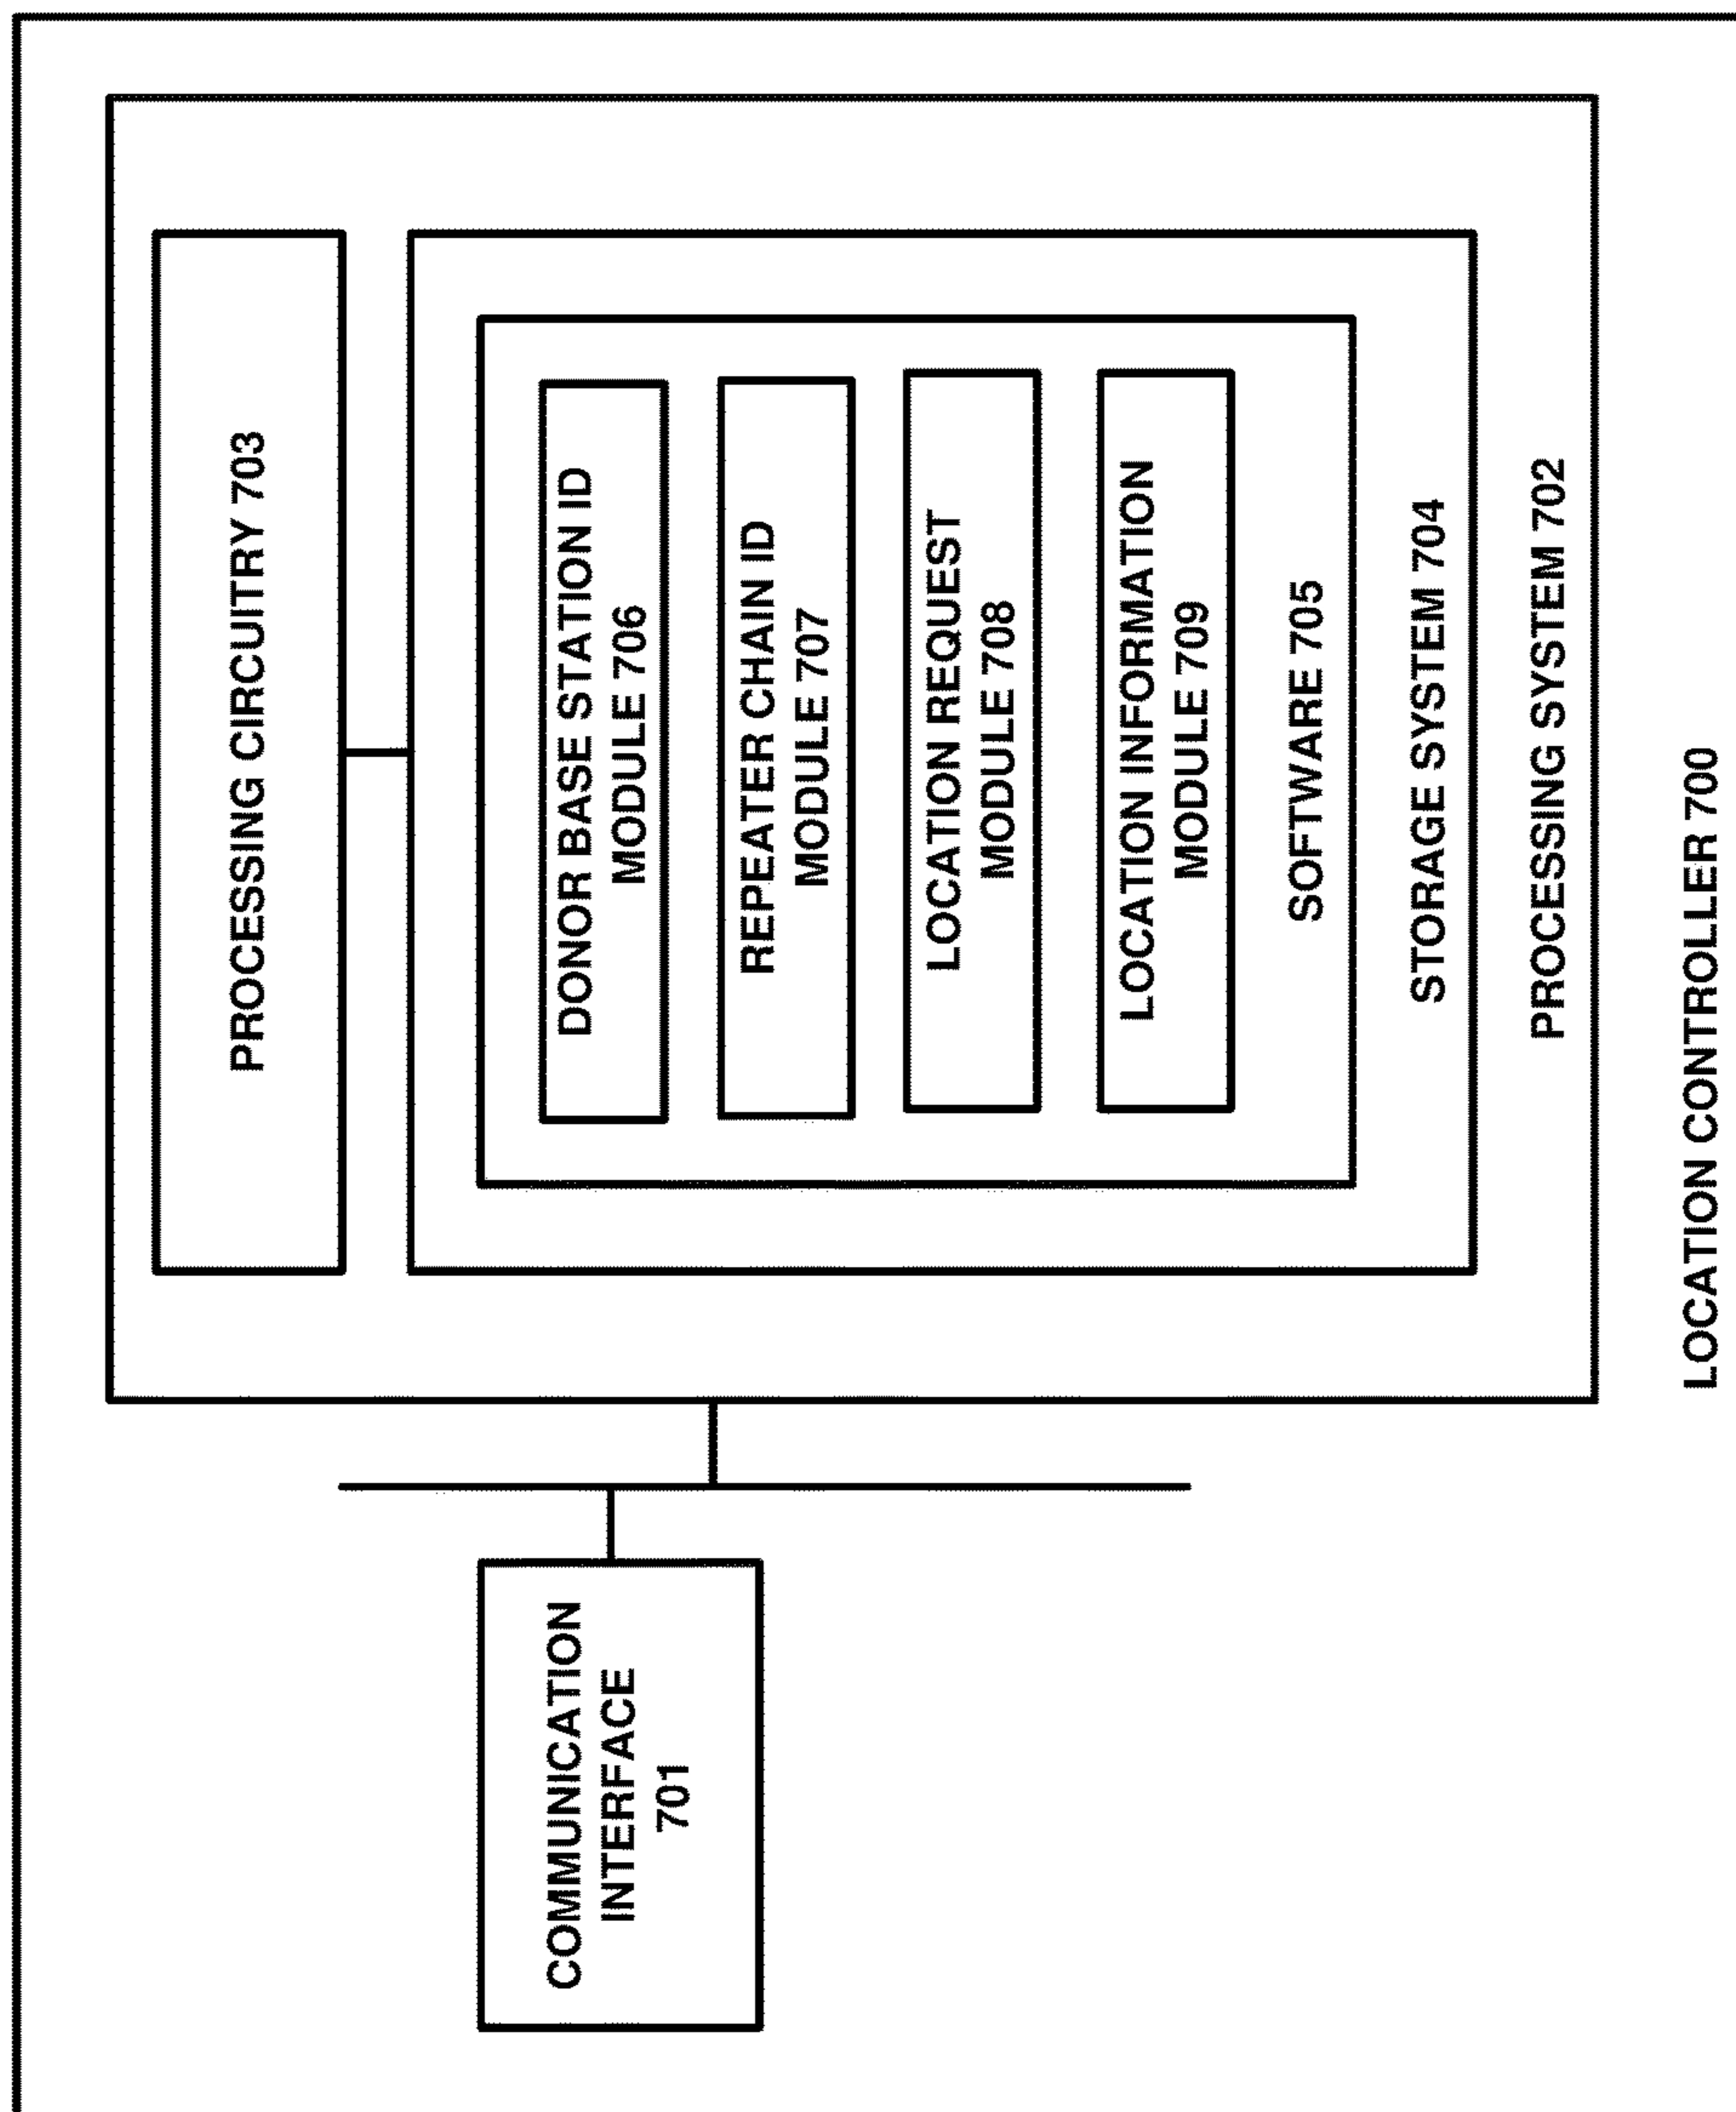 PROCESSING CIRCUITRY 703
DONOR BASE STATION ID
MODULE 706
REPEATER CHAIN ID
MODULE 707
LOCATION REQUEST
MODULE 708
LOCATION INFORMATION
MODULE 709
SOFTWARE 705
STORAGE SYSTEM 704
PROCESSING SYSTEM 702
COMMUNICATION
INTERFACE
701
LOCATION CONTROLLER 700